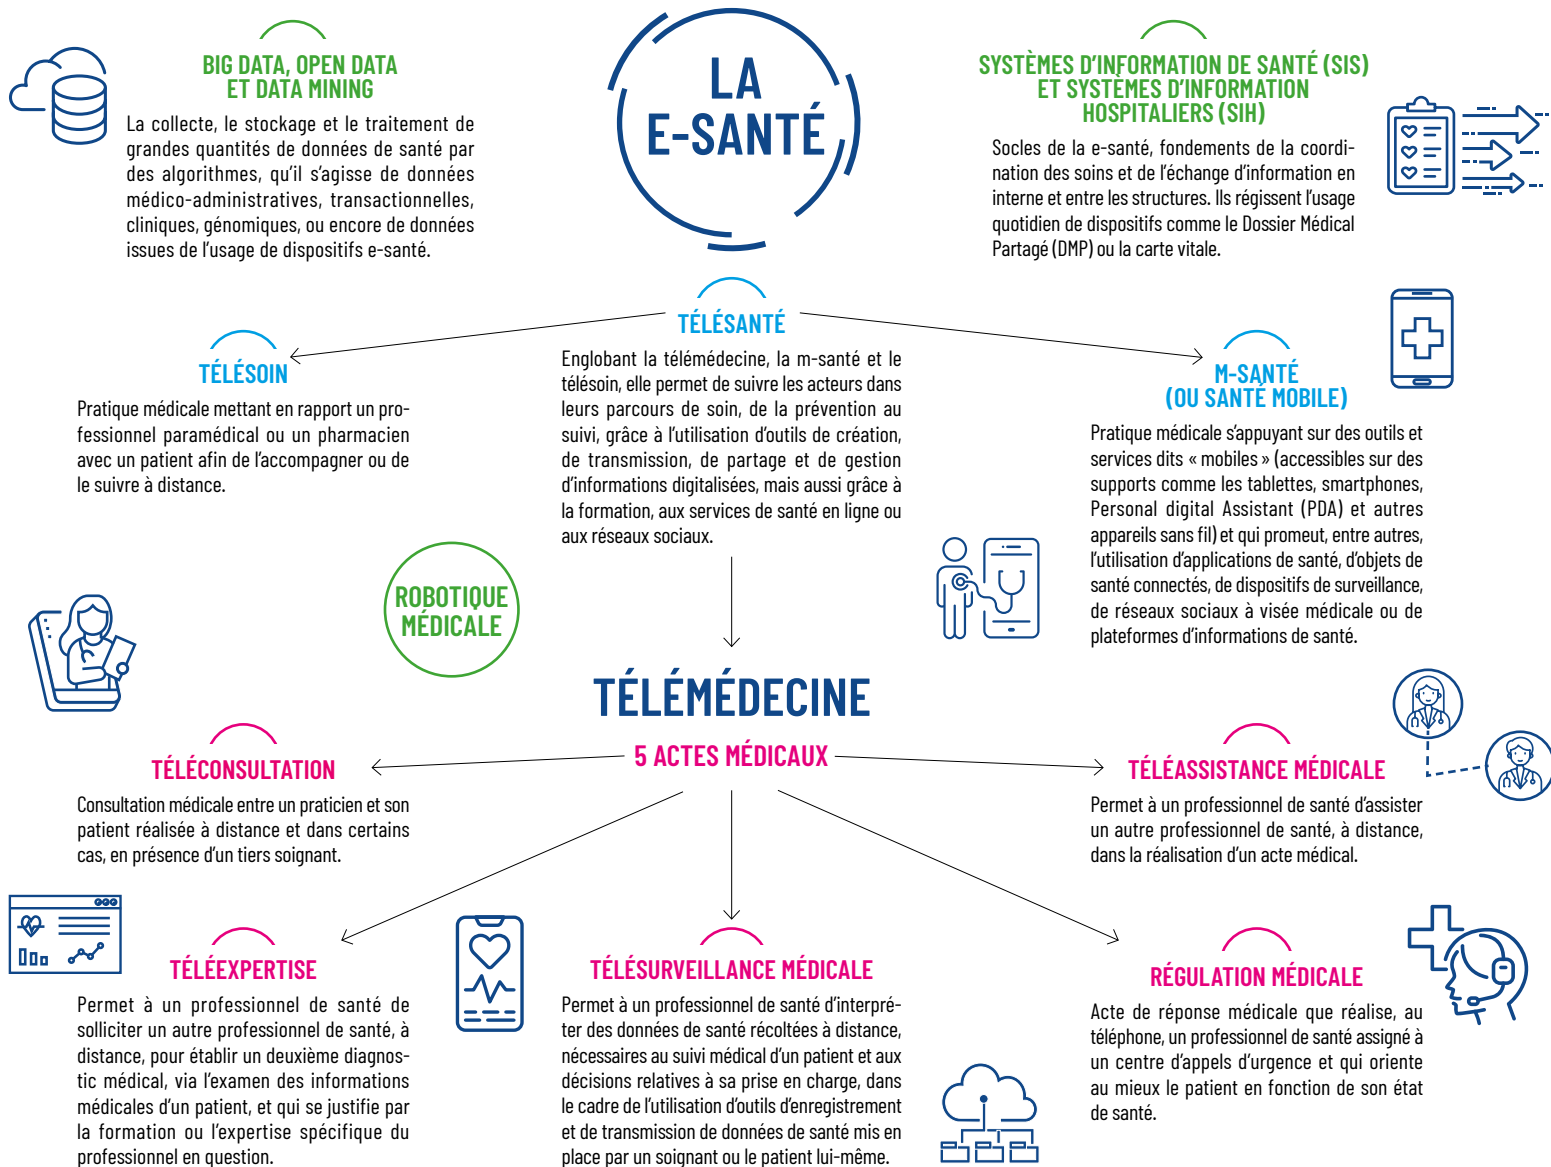 BIG DATA, OPEN DATA
ET DATA MINING
La collecte, le stockage et le traitement de
grandes quantités de données de santé par
des algorithmes, qu'il s'agisse de données
médico-administratives, transactionnelles,
cliniques, génomiques, ou encore de données
issues de l'usage de dispositifs e-santé.
LA
E-SANTÉ
SYSTÈMES D'INFORMATION DE SANTÉ (SIS)
ET SYSTÈMES D'INFORMATION
HOSPITALIERS (SIH)
Socles de la e-santé, fondements de la coordi-
nation des soins et de l'échange d'information en
interne et entre les structures. Ils régissent l'usage
quotidien de dispositifs comme le Dossier Médical
Partagé (DMP) ou la carte vitale.
TÉLÉSOIN
Pratique médicale mettant en rapport un pro-
fessionnel paramédical ou un pharmacien
avec un patient afin de l'accompagner ou de
le suivre à distance.
TÉLÉSANTÉ
Englobant la télémédecine, la m-santé et le
télésoin, elle permet de suivre les acteurs dans
leurs parcours de soin, de la prévention au
suivi, grâce à l'utilisation d'outils de création,
de transmission, de partage et de gestion
d'informations digitalisées, mais aussi grâce à
la formation, aux services de santé en ligne ou
aux réseaux sociaux.
M-SANTÉ
(OU SANTÉ MOBILE)
Pratique médicale s'appuyant sur des outils et
services dits « mobiles » (accessibles sur des
supports comme les tablettes, smartphones,
Personal digital Assistant (PDA) et autres
appareils sans fil) et qui promeut, entre autres,
l'utilisation d'applications de santé, d'objets de
santé connectés, de dispositifs de surveillance,
de réseaux sociaux à visée médicale ou de
plateformes d'informations de santé.
ROBOTIQUE
MÉDICALE
TÉLÉMÉDECINE
5 ACTES MÉDICAUX
TÉLÉCONSULTATION
Consultation médicale entre un praticien et son
patient réalisée à distance et dans certains
cas, en présence d'un tiers soignant.
TÉLÉASSISTANCE MÉDICALE
Permet à un professionnel de santé d'assister
un autre professionnel de santé, à distance,
dans la réalisation d'un acte médical.
TÉLÉEXPERTISE
Permet à un professionnel de santé de
solliciter un autre professionnel de santé, à
distance, pour établir un deuxième diagnos-
tic médical, via l'examen des informations
médicales d'un patient, et qui se justifie par
la formation ou l'expertise spécifique du
professionnel en question.
TÉLÉSURVEILLANCE MÉDICALE
Permet à un professionnel de santé d'interpré-
ter des données de santé récoltées à distance,
nécessaires au suivi médical d'un patient et aux
décisions relatives à sa prise en charge, dans
le cadre de l'utilisation d'outils d'enregistrement
et de transmission de données de santé mis en
place par un soignant ou le patient lui-même.
RÉGULATION MÉDICALE
Acte de réponse médicale que réalise, au
téléphone, un professionnel de santé assigné à
un centre d'appels d'urgence et qui oriente
au mieux le patient en fonction de son état
de santé.